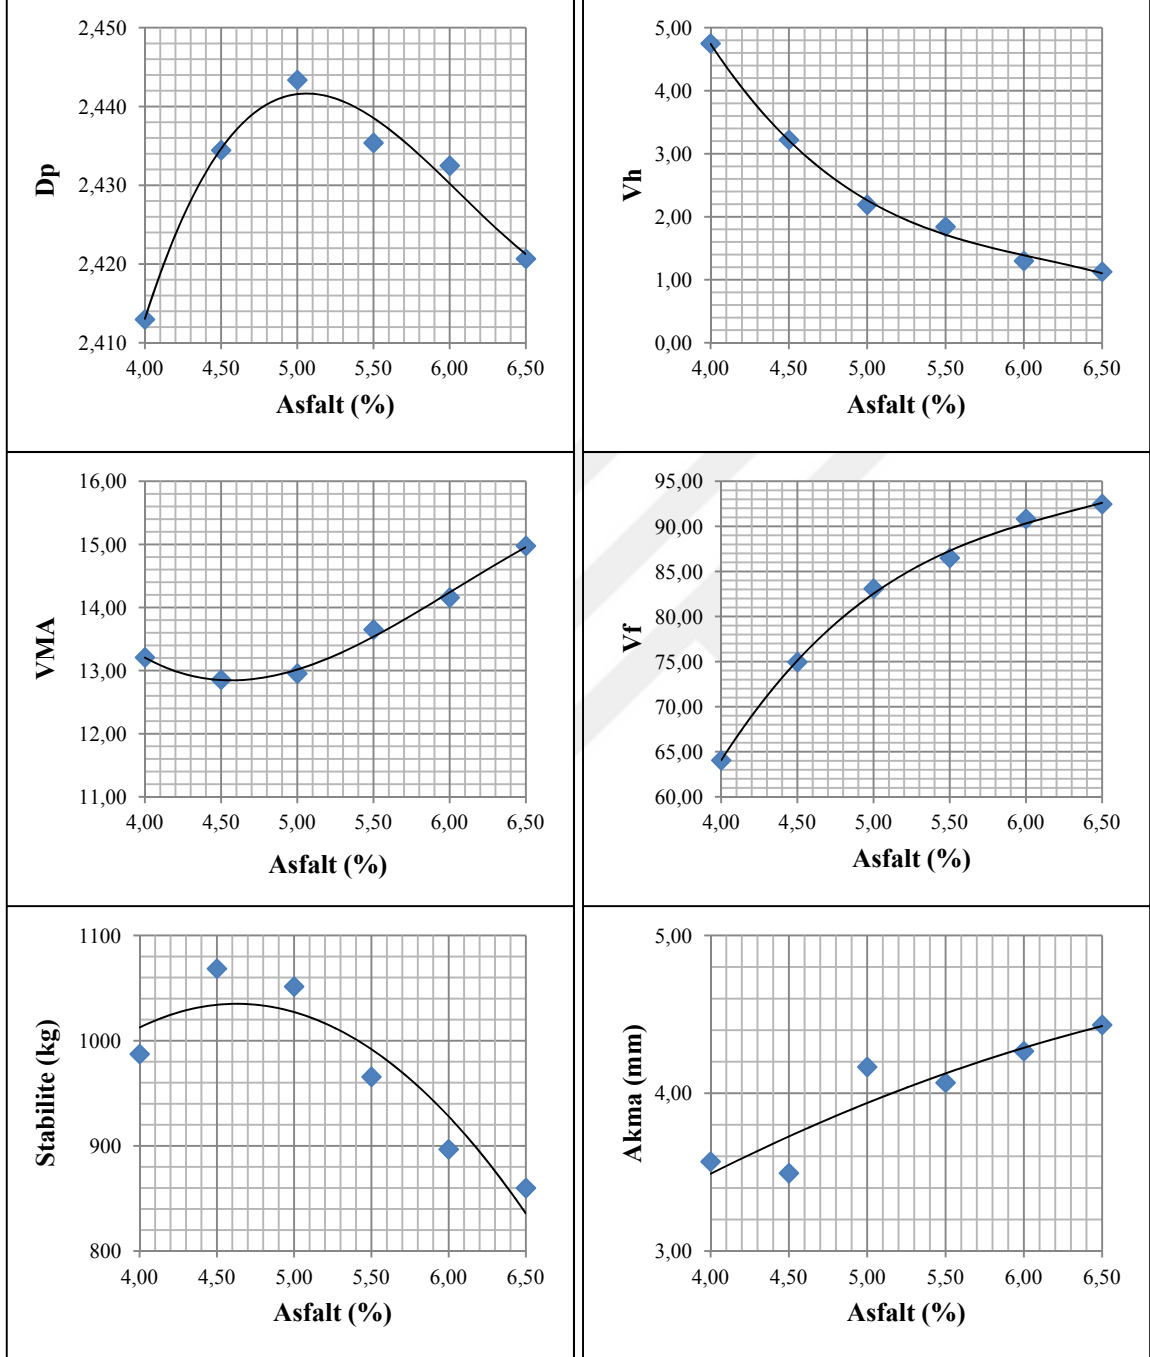 2,450
2,440
2,430
2,420
2,410
Dp
4,00 4,50 5,00 5,50 6,00 6,50
Asfalt (%)
5,00
4,00
3,00
2,00
1,00
0,00
Vh
4,00 4,50 5,00 5,50 6,00 6,50
Asfalt (%)
16,00
15,00
14,00
13,00
12,00
11,00
VMA
4,00 4,50 5,00 5,50 6,00 6,50
Asfalt (%)
95,00
90,00
85,00
80,00
75,00
70,00
65,00
60,00
Vf
4,00 4,50 5,00 5,50 6,00 6,50
Asfalt (%)
1100
1000
900
800
Stabilite (kg)
4,00 4,50 5,00 5,50 6,00 6,50
Asfalt (%)
5,00
4,00
3,00
Akma (mm)
4,00 4,50 5,00 5,50 6,00 6,50
Asfalt (%)